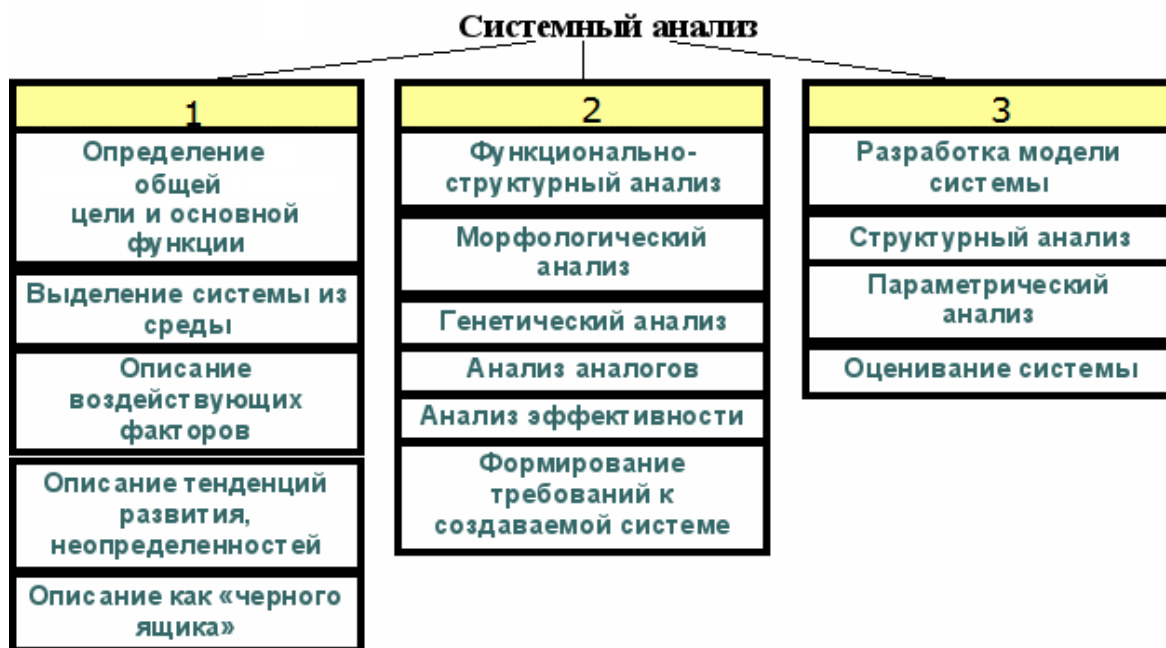 Системный анализ
1
Определение
общей
цели и основной
функции
Выделение системы из
среды
Описание
воздействующих
факторов
Описание тенденций
развития,
неопределенностей
Описание как «черного
ящика»
2
Функционально-
структурный анализ
Морфологический
анализ
Генетический анализ
Анализ аналогов
Анализ эффективности
Формирование
требований к
создаваемой системе
3
Разработка модели
системы
Структурный анализ
Параметрический
анализ
Оценивание системы